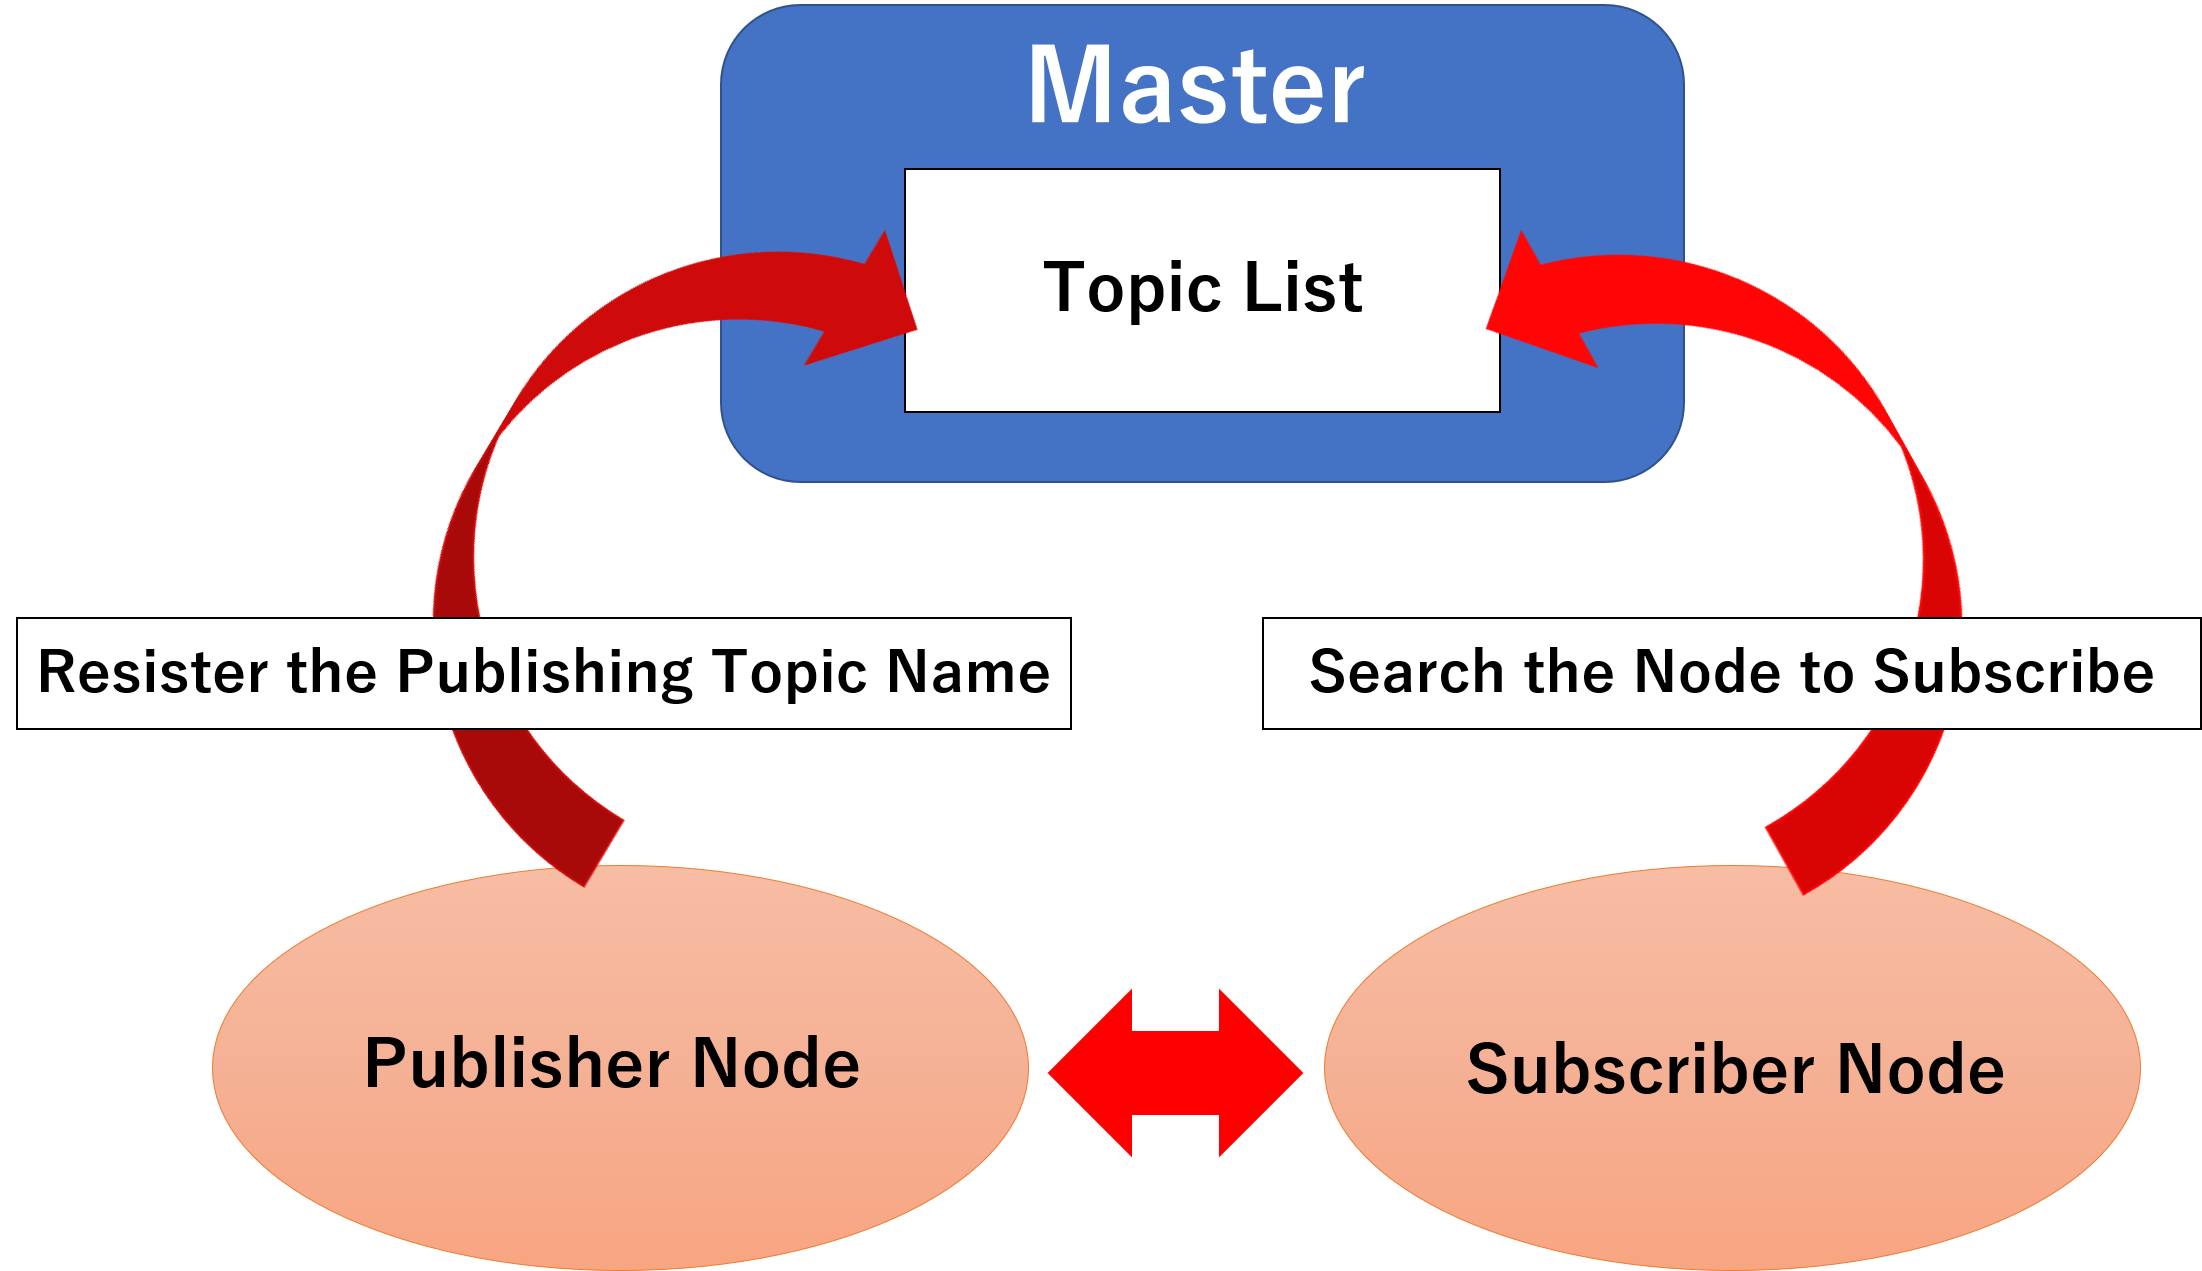 Master
Topic List
Resister the Publishing Topic Name
Search the Node to Subscribe
Publisher Node
Subscriber Node